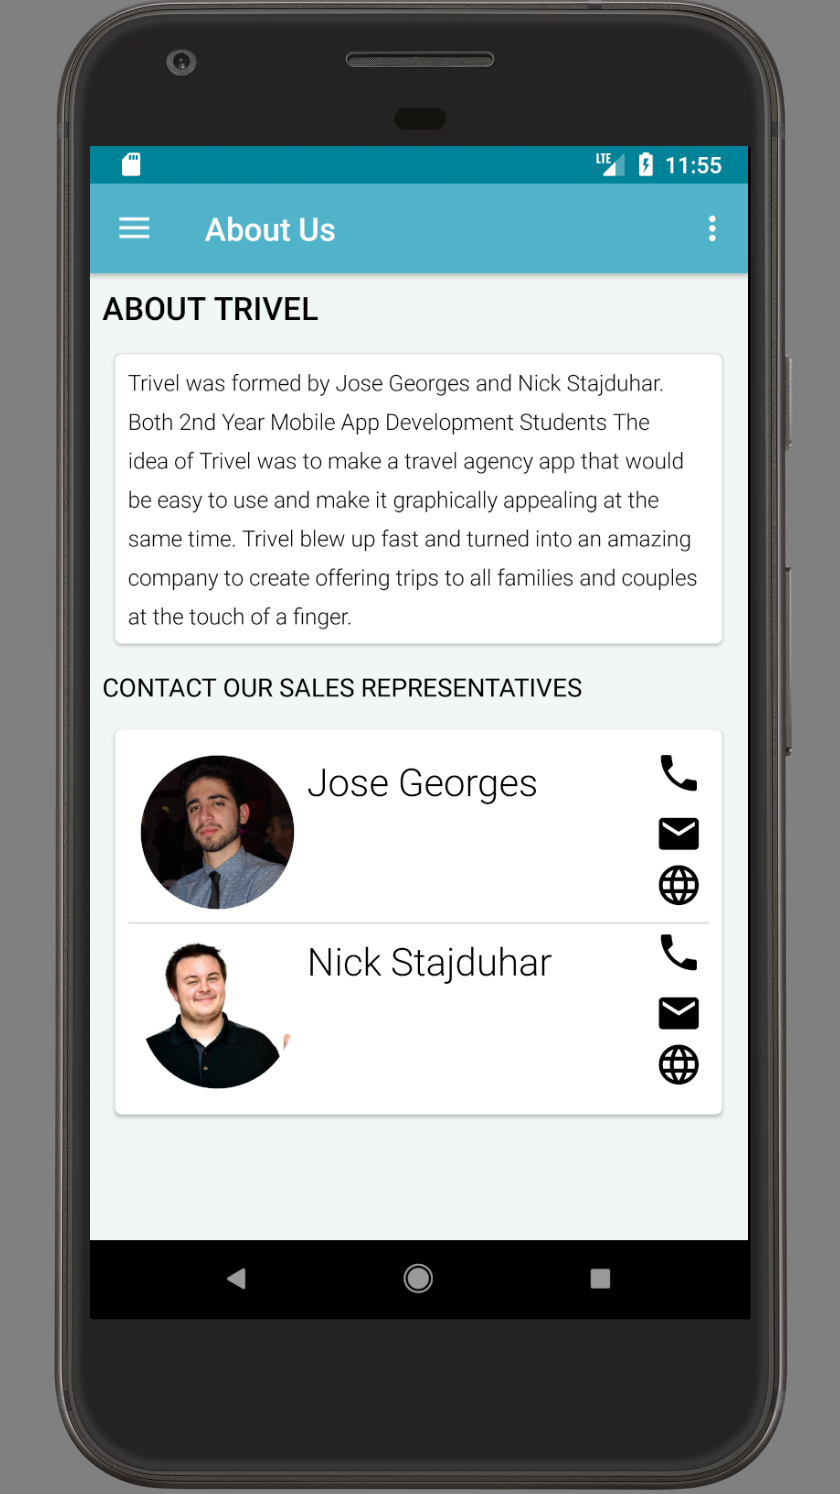 LTE 11:55
About Us
ABOUT TRIVEL
Trivel was formed by Jose Georges and Nick Stajduhar.
Both 2nd Year Mobile App Development Students The
idea of Trivel was to make a travel agency app that would
be easy to use and make it graphically appealing at the
same time. Trivel blew up fast and turned into an amazing
company to create offering trips to all families and couples
at the touch of a finger.
CONTACT OUR SALES REPRESENTATIVES
Jose Georges
Nick Stajduhar